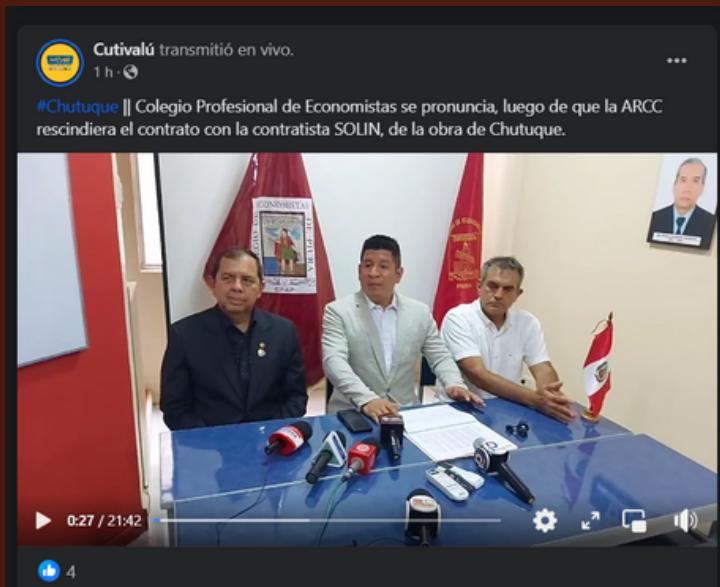 Cutivalú transmitió en vivo.
1 h ·
#Chutuque || Colegio Profesional de Economistas se pronuncia, luego de que la ARCC
rescindiera el contrato con la contratista SOLIN, de la obra de Chutuque.
ECONOMISTAS
DE PIURA
0:27 / 21:42
4